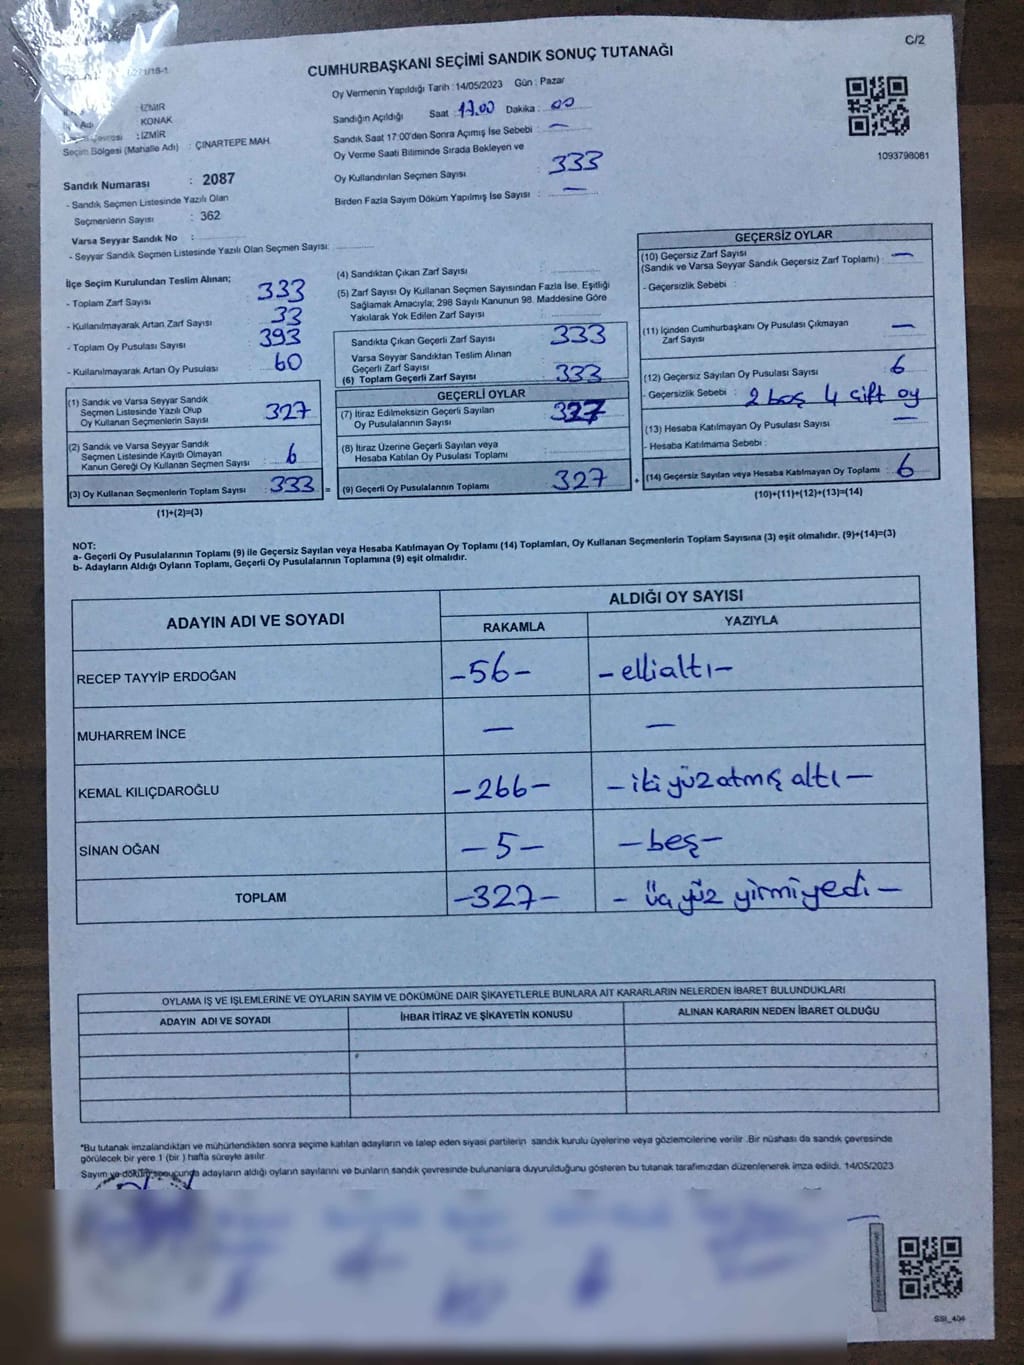 C/2
CUMHURBAŞKANI SEÇİMİ SANDIK SONUÇ TUTANAĞI
Oy Vermenin Yapıldığı Tarih : 14/05/2023 Gün : Pazar
: İZMİR
Adı : KONAK
: İZMİR
Seçim Bölgesi (Mahalle Adı) : ÇINARTEPE MAH.
Sandık Numarası : 2087
- Sandık Seçmen Listesinde Yazılı Olan
Seçmenlerin Sayısı : 362
Varsa Seyyar Sandık No :
- Seyyar Sandık Seçmen Listesinde Yazılı Olan Seçmen Sayısı:
Sandığın Açıldığı Saat : 17.00 Dakika : 00
Sandık Saat 17:00'den Sonra Açımış İse Sebebi : —
Oy Verme Saati Bitiminde Sırada Bekleyen ve
Oy Kullandırılan Seçmen Sayısı : 333
Birden Fazla Sayım Döküm Yapılmış İse Sayısı : —
1093798081
İlçe Seçim Kurulundan Teslim Alınan;
- Toplam Zarf Sayısı 333
- Kullanılmayarak Artan Zarf Sayısı 33
- Toplam Oy Pusulası Sayısı 393
- Kullanılmayarak Artan Oy Pusulası 60
(1) Sandık ve Varsa Seyyar Sandık
Seçmen Listesinde Yazılı Olup
Oy Kullanan Seçmenlerin Sayısı : 327
(2) Sandık ve Varsa Seyyar Sandık
Seçmen Listesinde Kayıtlı Olmayan
Kanun Gereği Oy Kullanan Seçmen Sayısı : 6
(3) Oy Kullanan Seçmenlerin Toplam Sayısı : 333
(1)+(2)=(3)
(4) Sandıktan Çıkan Zarf Sayısı :
(5) Zarf Sayısı Oy Kullanan Seçmen Sayısından Fazla İse, Eşitliği
Sağlamak Amacıyla; 298 Sayılı Kanunun 98. Maddesine Göre
Yakılarak Yok Edilen Zarf Sayısı :
Sandıkta Çıkan Geçerli Zarf Sayısı : 333
Varsa Seyyar Sandıktan Teslim Alınan
Geçerli Zarf Sayısı :
(6) Toplam Geçerli Zarf Sayısı : 333
GEÇERLİ OYLAR
(7) İtiraz Edilmeksizin Geçerli Sayılan
Oy Pusulalarının Sayısı : 327
(8) İtiraz Üzerine Geçerli Sayılan veya
Hesaba Katılan Oy Pusulası Toplamı :
= (9) Geçerli Oy Pusulalarının Toplamı : 327
GEÇERSİZ OYLAR
(10) Geçersiz Zarf Sayısı
(Sandık ve Varsa Seyyar Sandık Geçersiz Zarf Toplamı) : —
- Geçersizlik Sebebi :
(11) İçinden Cumhurbaşkanı Oy Pusulası Çıkmayan
Zarf Sayısı : —
(12) Geçersiz Sayılan Oy Pusulası Sayısı : 6
- Geçersizlik Sebebi : 2 boş 4 çift oy
(13) Hesaba Katılmayan Oy Pusulası Sayısı : —
- Hesaba Katılmama Sebebi :
+ (14) Geçersiz Sayılan veya Hesaba Katılmayan Oy Toplamı : 6
(10)+(11)+(12)+(13)=(14)
NOT:
a- Geçerli Oy Pusulalarının Toplamı (9) ile Geçersiz Sayılan veya Hesaba Katılmayan Oy Toplamı (14) Toplamları, Oy Kullanan Seçmenlerin Toplam Sayısına (3) eşit olmalıdır. (9)+(14)=(3)
b- Adayların Aldığı Oyların Toplamı, Geçerli Oy Pusulalarının Toplamına (9) eşit olmalıdır.
ADAYIN ADI VE SOYADI ALDIĞI OY SAYISI
RAKAMLA YAZIYLA
RECEP TAYYİP ERDOĞAN -56- -ellialtı-
MUHARREM İNCE — —
KEMAL KILIÇDAROĞLU -266- -iki yüz atmış altı-
SİNAN OĞAN -5- -beş-
TOPLAM -327- -üç yüz yirmiyedi-
OYLAMA İŞ VE İŞLEMLERİNE VE OYLARIN SAYIM VE DÖKÜMÜNE DAİR ŞİKAYETLERLE BUNLARA AİT KARARLARIN NELERDEN İBARET BULUNDUKLARI
ADAYIN ADI VE SOYADI İHBAR İTİRAZ VE ŞİKAYETİN KONUSU ALINAN KARARIN NEDEN İBARET OLDUĞU
*Bu tutanak imzalandıktan ve mühürlendikten sonra seçime katılan adayların ve talep eden siyasi partilerin sandık kurulu üyelerine veya gözlemcilerine verilir .Bir nüshası da sandık çevresinde
görülecek bir yere 1 (bir ) hafta süreyle asılır.
Sayım ve döküm sonucunda adayların aldığı oyların sayılarını ve bunların sandık çevresinde bulunanlara duyurulduğunu gösteren bu tutanak tarafımızdan düzenlenerek imza edildi. 14/05/2023